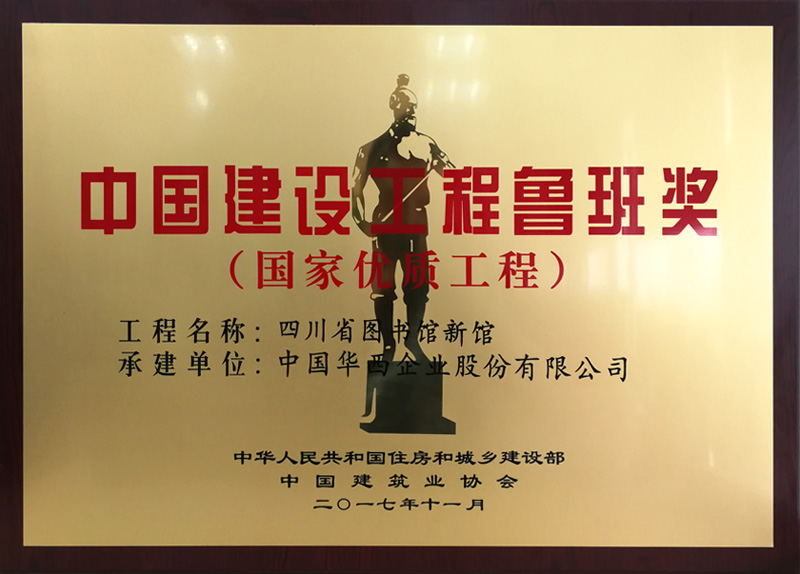 中国建设工程鲁班奖
（国家优质工程）
工程名称：四川省图书馆新馆
承建单位：中国华西企业股份有限公司
中华人民共和国住房和城乡建设部
中国建筑业协会
二〇一七年十一月